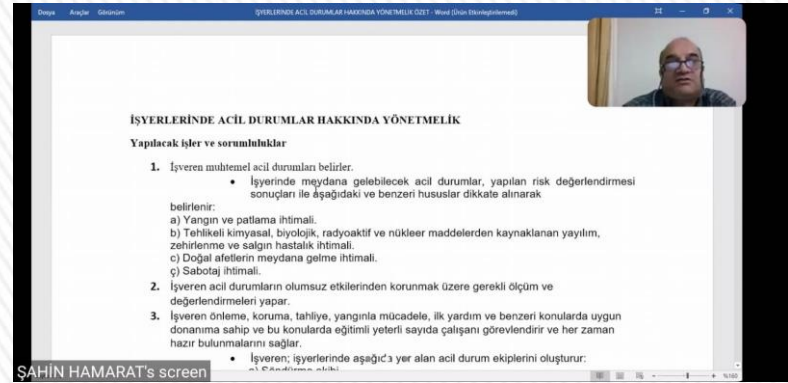 Dosya Araçlar Görünüm İŞYERLERİNDE ACİL DURUMLAR HAKKINDA YÖNETMELİK ÖZET - Word (Ürün Etkinleştirilemedi)
İŞYERLERİNDE ACİL DURUMLAR HAKKINDA YÖNETMELİK
Yapılacak işler ve sorumluluklar
1. İşveren muhtemel acil durumları belirler.
• İşyerinde meydana gelebilecek acil durumlar, yapılan risk değerlendirmesi
sonuçları ile aşağıdaki ve benzeri hususlar dikkate alınarak
belirlenir:
a) Yangın ve patlama ihtimali.
b) Tehlikeli kimyasal, biyolojik, radyoaktif ve nükleer maddelerden kaynaklanan yayılım,
zehirlenme ve salgın hastalık ihtimali.
c) Doğal afetlerin meydana gelme ihtimali.
ç) Sabotaj ihtimali.
2. İşveren acil durumların olumsuz etkilerinden korunmak üzere gerekli ölçüm ve
değerlendirmeleri yapar.
3. İşveren önleme, koruma, tahliye, yangınla mücadele, ilk yardım ve benzeri konularda uygun
donanıma sahip ve bu konularda eğitimli yeterli sayıda çalışanı görevlendirir ve her zaman
hazır bulunmalarını sağlar.
• İşveren; işyerlerinde aşağıda yer alan acil durum ekiplerini oluşturur:
a) Söndürme ekibi
ŞAHİN HAMARAT's screen
%160